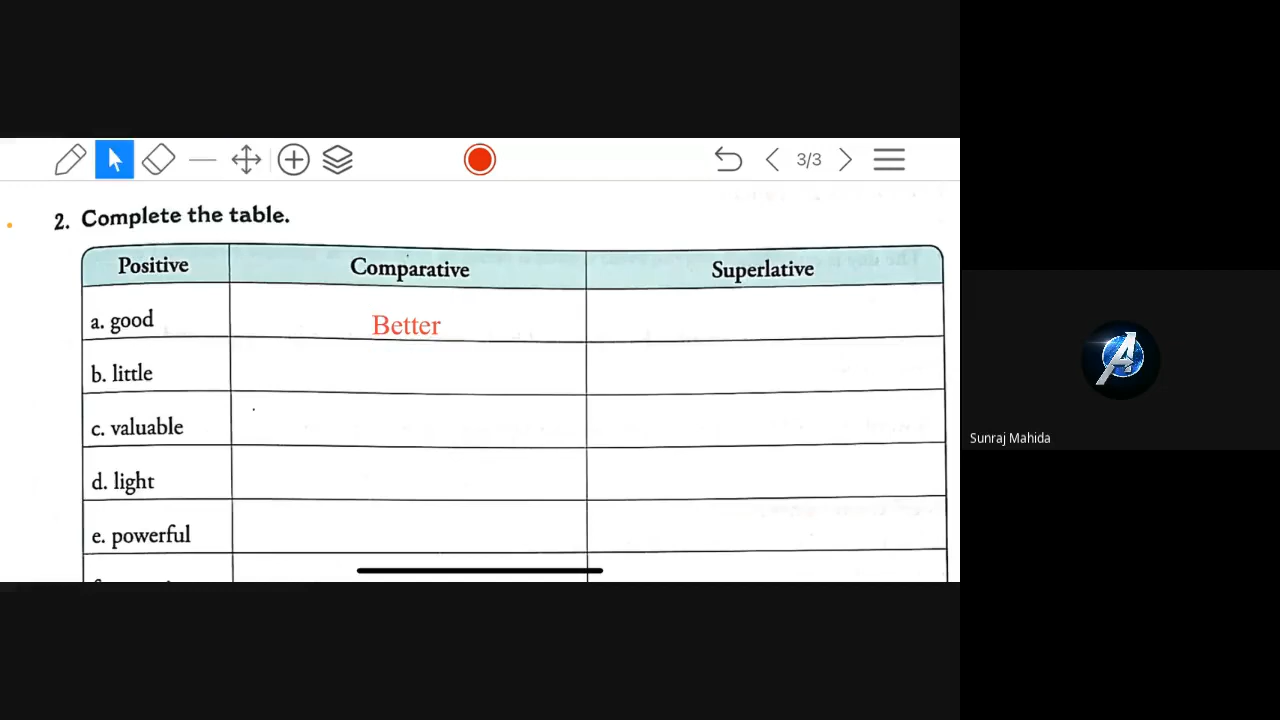 3/3
2. Complete the table.
Positive Comparative Superlative
a. good Better
b. little
c. valuable
d. light
e. powerful
Sunraj Mahida